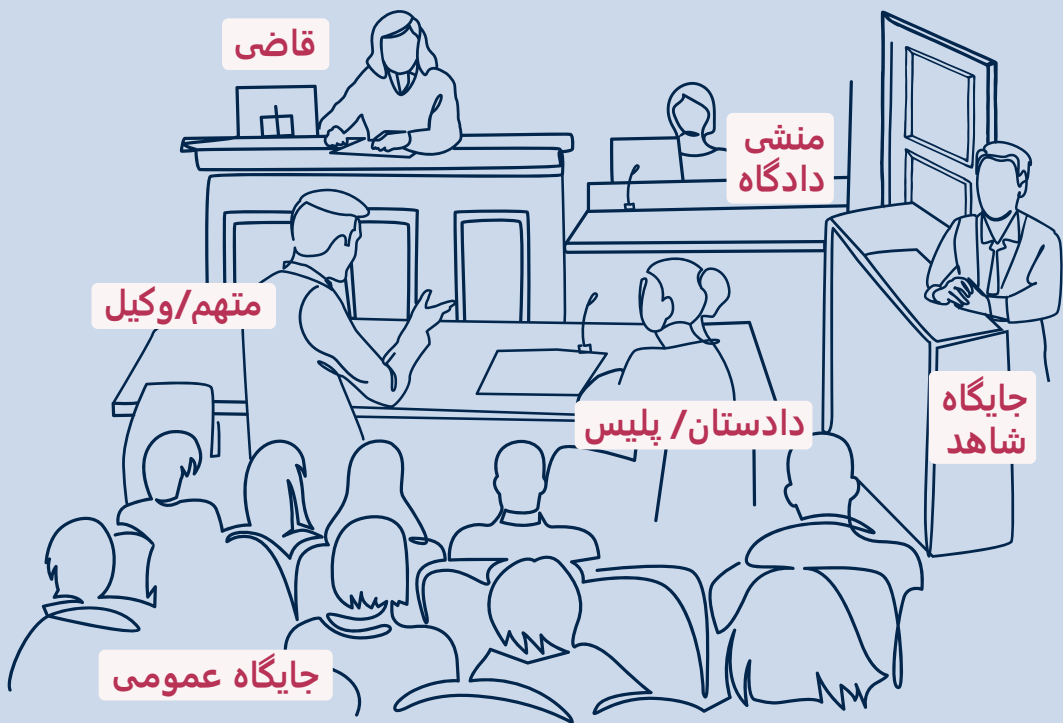 قاضی
منشی
دادگاه
متهم/وکیل
جایگاه
شاهد
دادستان/ پلیس
جایگاه عمومی